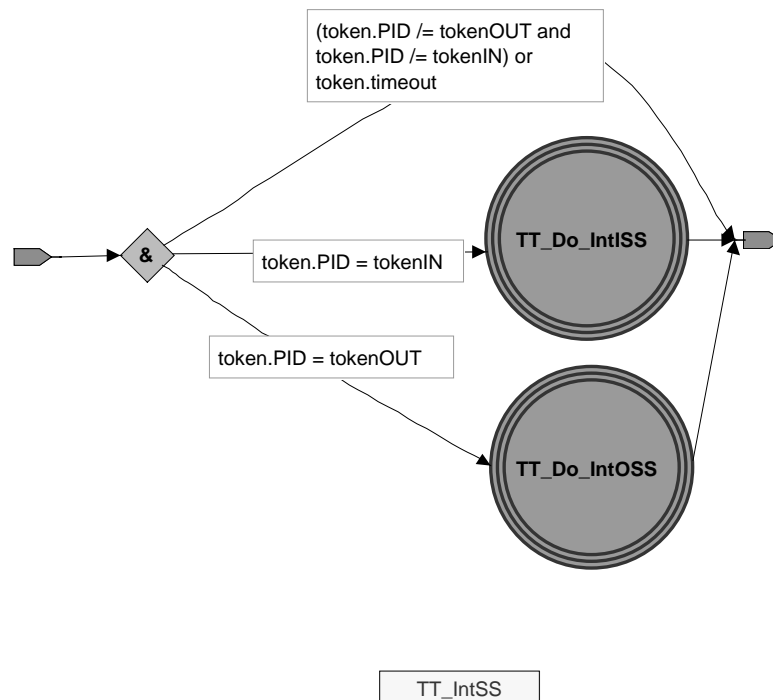 (token.PID /= tokenOUT and
token.PID /= tokenIN) or
token.timeout
TT_Do_IntISS
&
token.PID = tokenIN
token.PID = tokenOUT
TT_Do_IntOSS
TT_IntSS